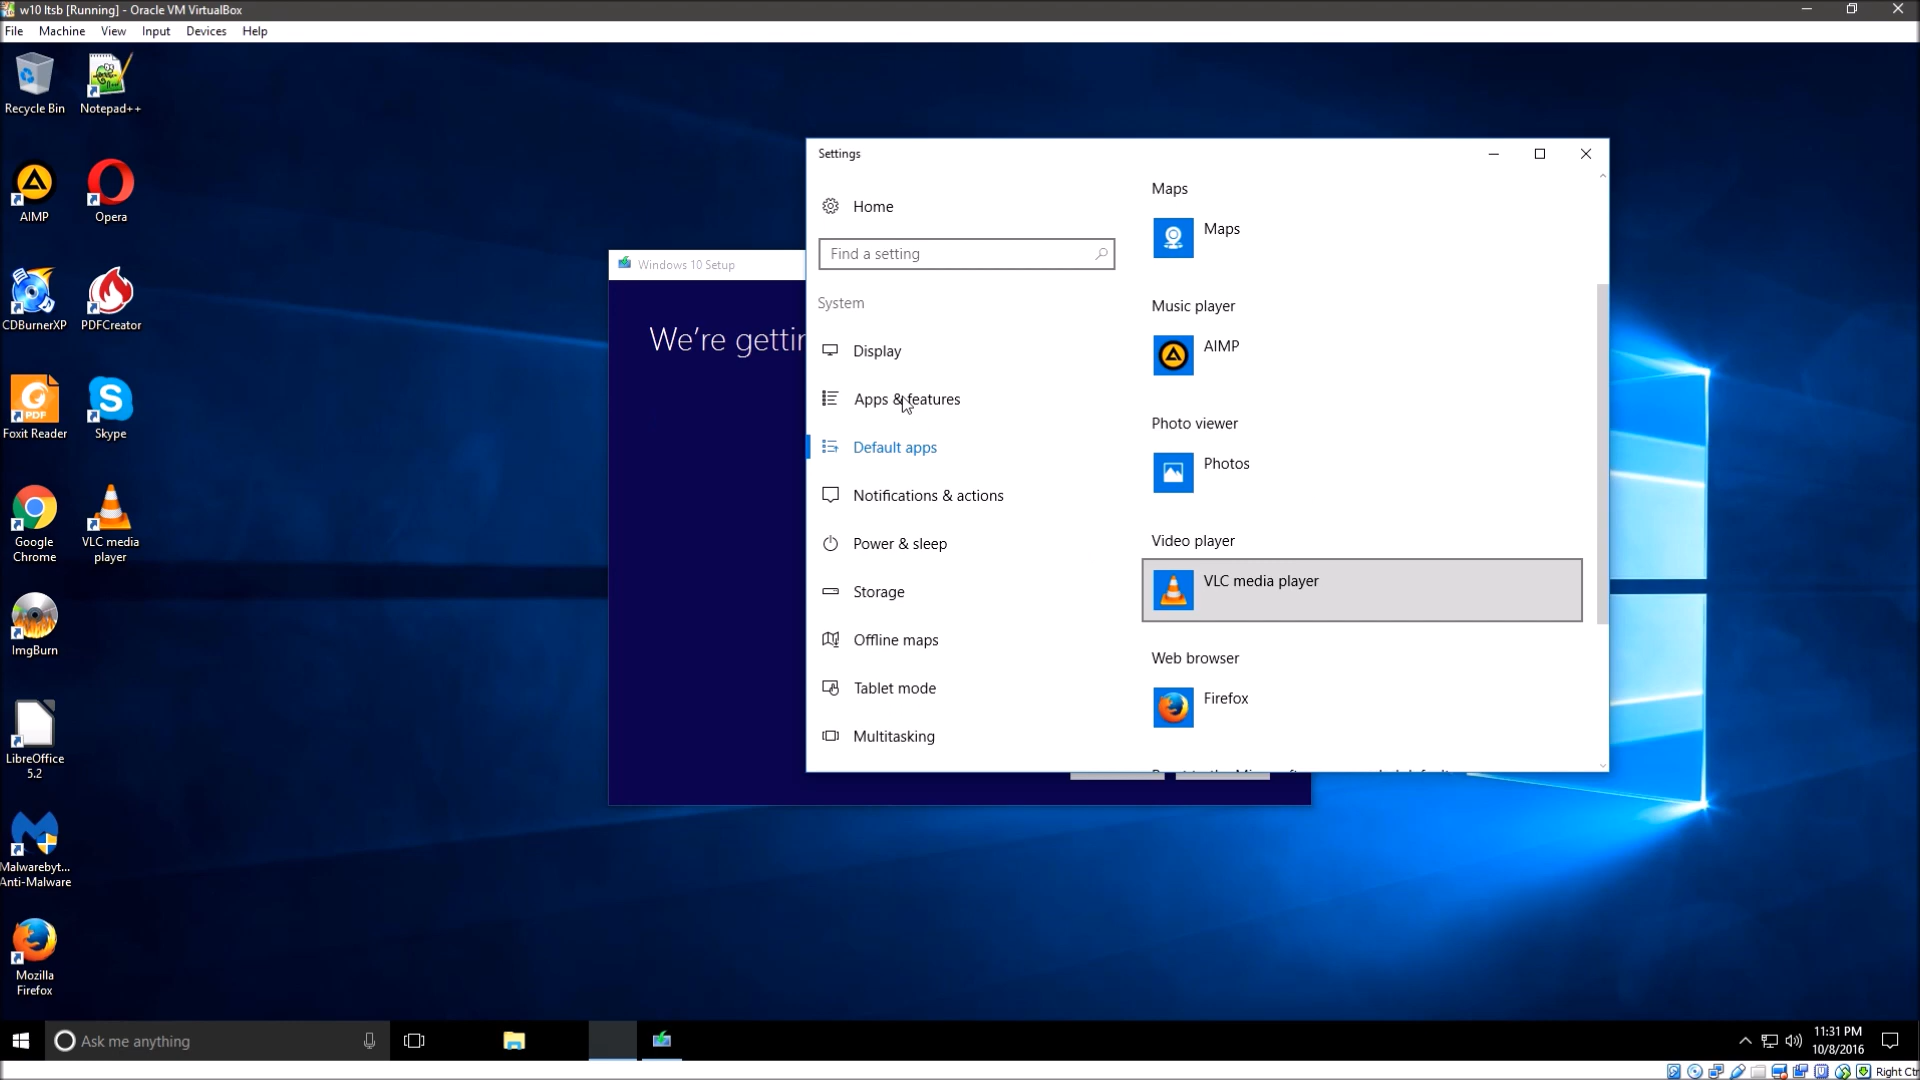 w10 ltsb [Running] - Oracle VM VirtualBox
File Machine View Input Devices Help
Recycle Bin
Notepad++
AIMP
Opera
CDBurnerXP
PDFCreator
PDF
Foxit Reader
Skype
Google
Chrome
VLC media
player
ImgBurn
LibreOffice
5.2
Malwarebyt...
Anti-Malware
Mozilla
Firefox
Windows 10 Setup
We're gettin
Settings
Home
Find a setting
System
Display
Apps & features
Default apps
Notifications & actions
Power & sleep
Storage
Offline maps
Tablet mode
Multitasking
Maps
Maps
Music player
AIMP
Photo viewer
Photos
Video player
VLC media player
Web browser
Firefox
Ask me anything
11:31 PM
10/8/2016
Right Ctr